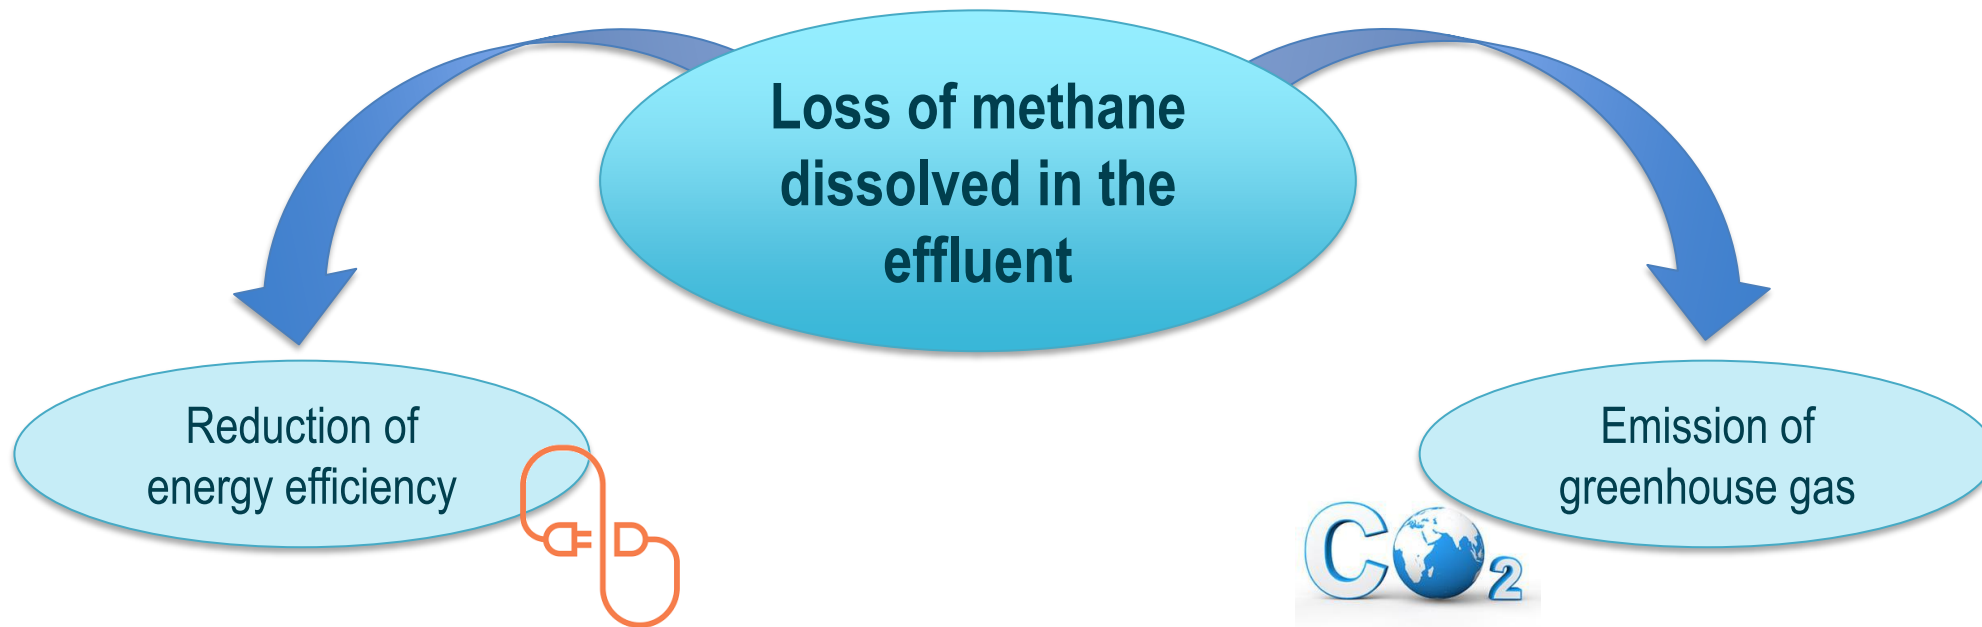 Loss of methane
dissolved in the
effluent
Reduction of
energy efficiency
Emission of
greenhouse gas
CO2